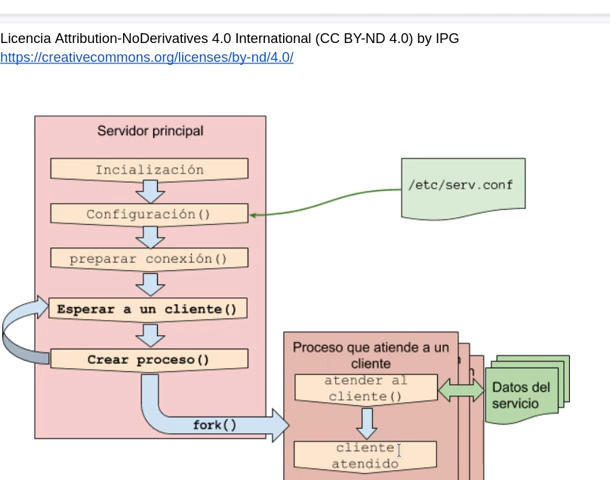 Licencia Attribution-NoDerivatives 4.0 International (CC BY-ND 4.0) by IPG
https://creativecommons.org/licenses/by-nd/4.0/
Servidor principal
Incialización
/etc/serv.conf
Configuración()
preparar conexión()
Esperar a un cliente()
Crear proceso()
fork()
Proceso que atiende a un
cliente
atender al
cliente()
Datos del
servicio
cliente
atendido